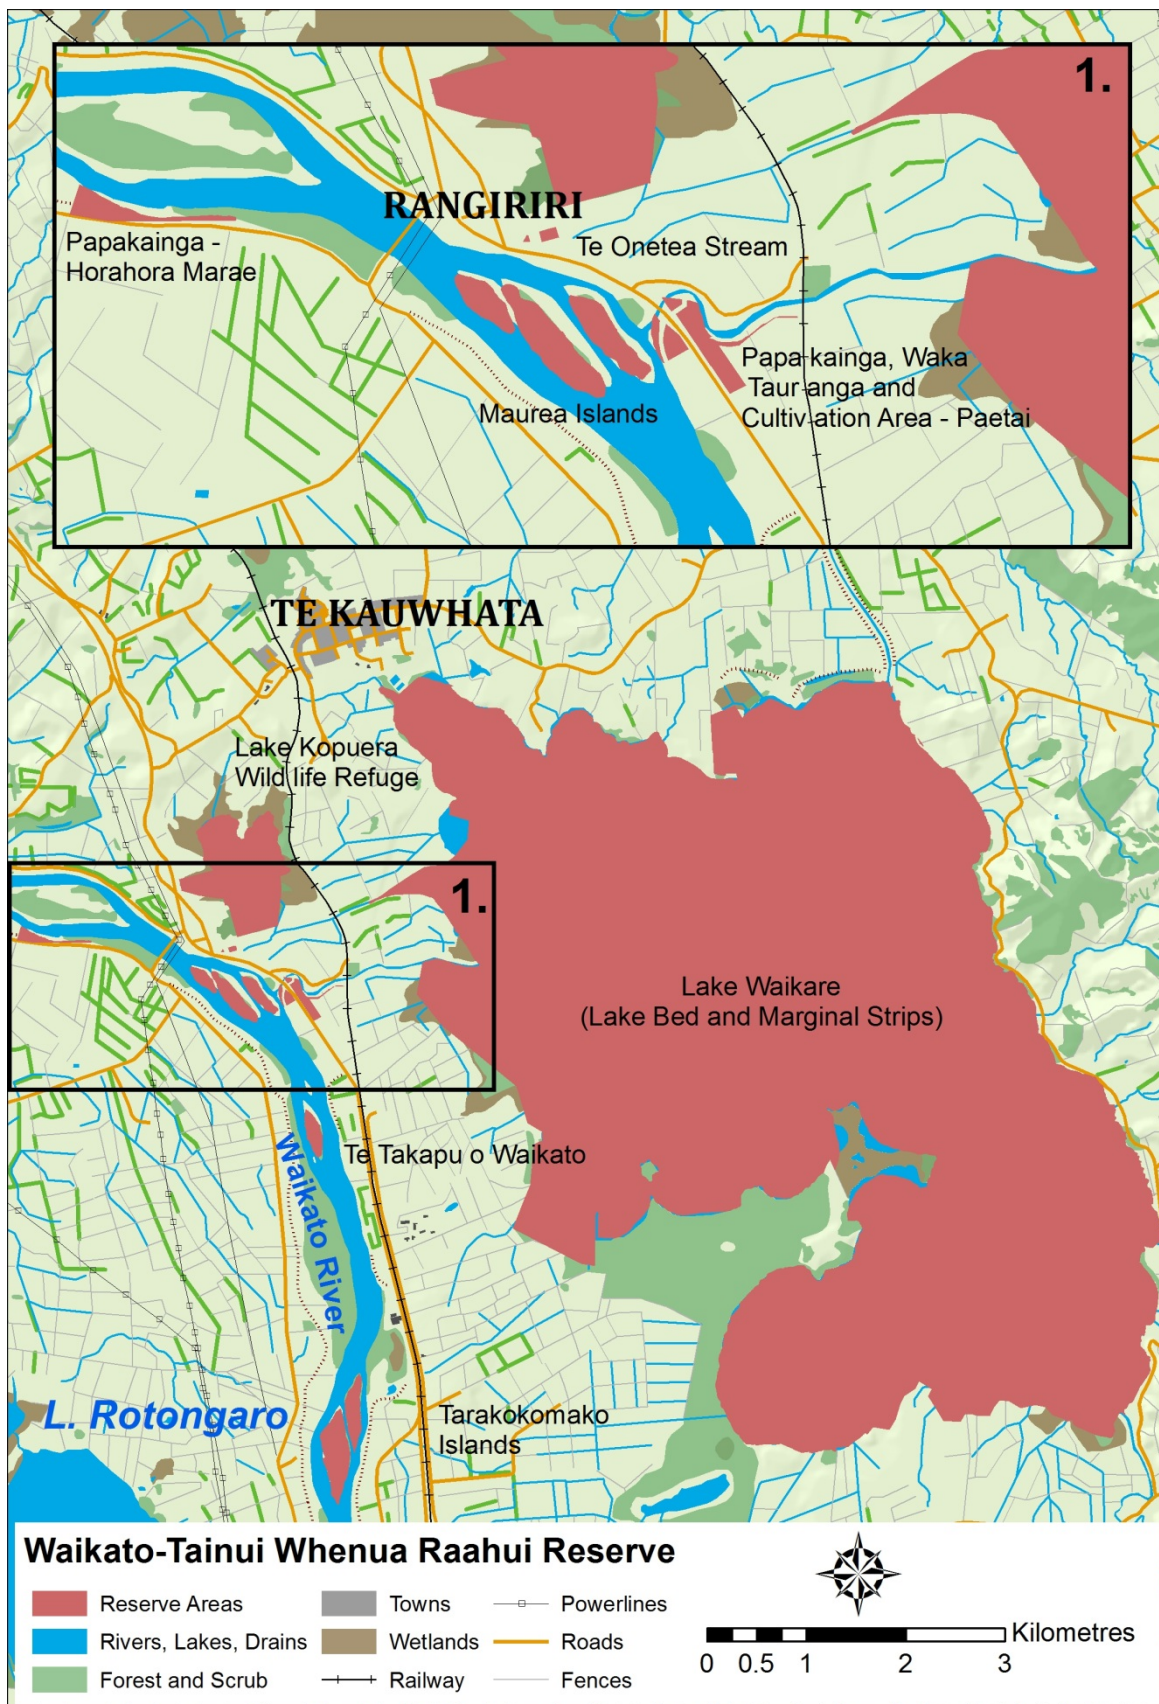 1.
RANGIRIRI
Te Onetea Stream
Papakainga -
Horahora Marae
Papa kainga, Waka
Taur anga and
Cultiv ation Area - Paetai
Maurea Islands
TE KAUWHATA
Lake Kopuera
Wild life Refuge
1.
Lake Waikare
(Lake Bed and Marginal Strips)
Te Takapu o Waikato
Waikato River
L. Rotongaro
Tarakokomako
Islands
Waikato-Tainui Whenua Raahui Reserve
Reserve Areas
Towns
Powerlines
Rivers, Lakes, Drains
Wetlands
Roads
Forest and Scrub
Railway
Fences
Kilometres
0 0.5 1 2 3